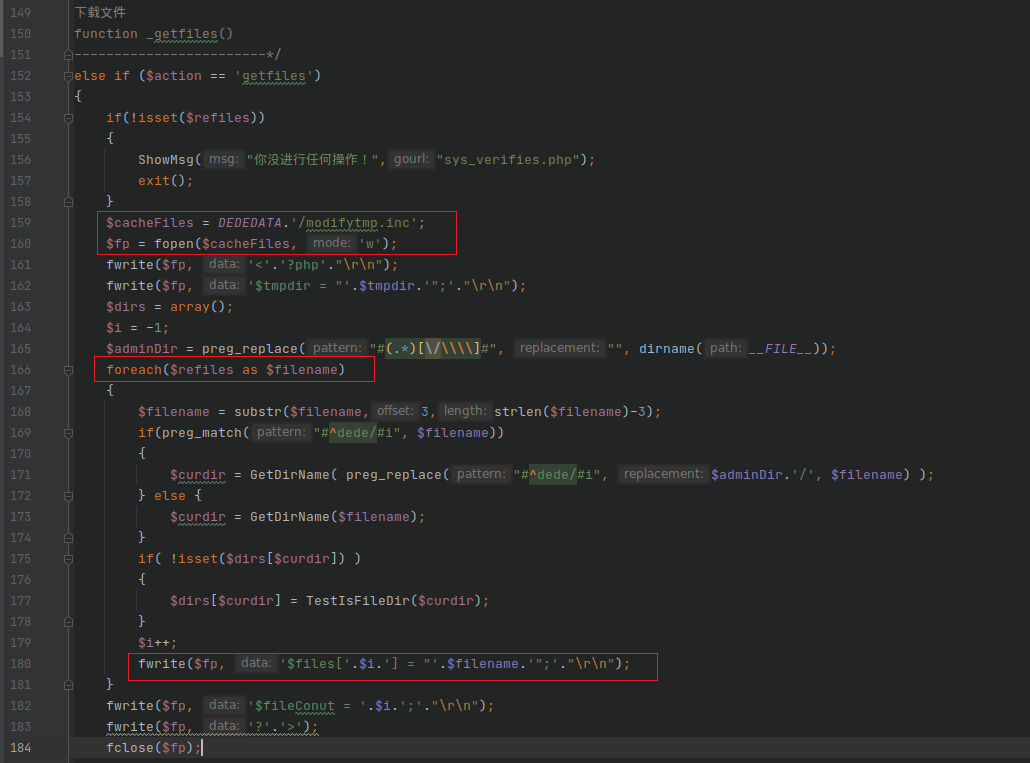 149 下载文件
150 function _getfiles()
151 ------------------------*/
152 else if ($action == 'getfiles')
153 {
154     if(!isset($refiles))
155     {
156         ShowMsg( msg: "你没进行任何操作！", gourl: "sys_verifies.php");
157         exit();
158     }
159     $cacheFiles = DEDEDATA.'/modifytmp.inc';
160     $fp = fopen($cacheFiles, mode: 'w');
161     fwrite($fp, data: '<'.'?php'."\r\n");
162     fwrite($fp, data: '$tmpdir = "'.$tmpdir.'";'."\r\n");
163     $dirs = array();
164     $i = -1;
165     $adminDir = preg_replace( pattern: "#(.*)[\/\\\\]#", replacement: "", dirname( path: __FILE__));
166     foreach($refiles as $filename)
167     {
168         $filename = substr($filename, offset: 3, length: strlen($filename)-3);
169         if(preg_match( pattern: "#^dede/#i", $filename))
170         {
171             $curdir = GetDirName( preg_replace( pattern: "#^dede/#i", replacement: $adminDir.'/', $filename) );
172         } else {
173             $curdir = GetDirName($filename);
174         }
175         if( !isset($dirs[$curdir]) )
176         {
177             $dirs[$curdir] = TestIsFileDir($curdir);
178         }
179         $i++;
180         fwrite($fp, data: '$files['.$i.'] = "'.$filename.'";'."\r\n");
181     }
182     fwrite($fp, data: '$fileConut = '.$i.';'."\r\n");
183     fwrite($fp, data: '?'.'>');
184     fclose($fp);